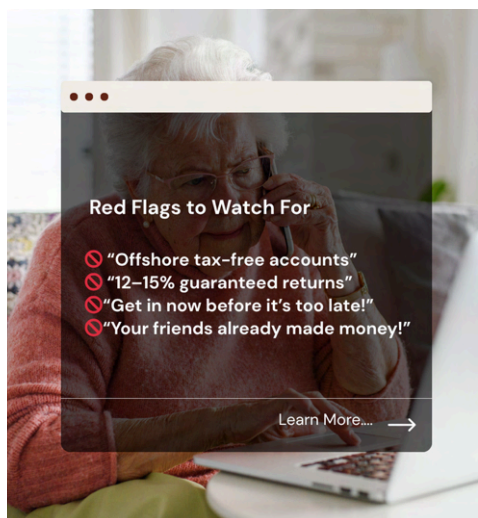 Red Flags to Watch For
🚫 “Offshore tax-free accounts”
🚫 “12–15% guaranteed returns”
🚫“Get in now before it’s too late!”
🚫“Your friends already made money!”
Learn More.... →